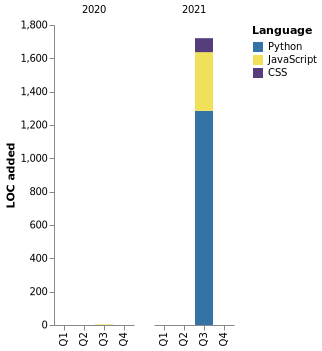 2020
2021
LOC added
1,800
1,600
1,400
1,200
1,000
800
600
400
200
0
Q1
Q2
Q3
Q4
Q1
Q2
Q3
Q4
Language
Python
JavaScript
CSS